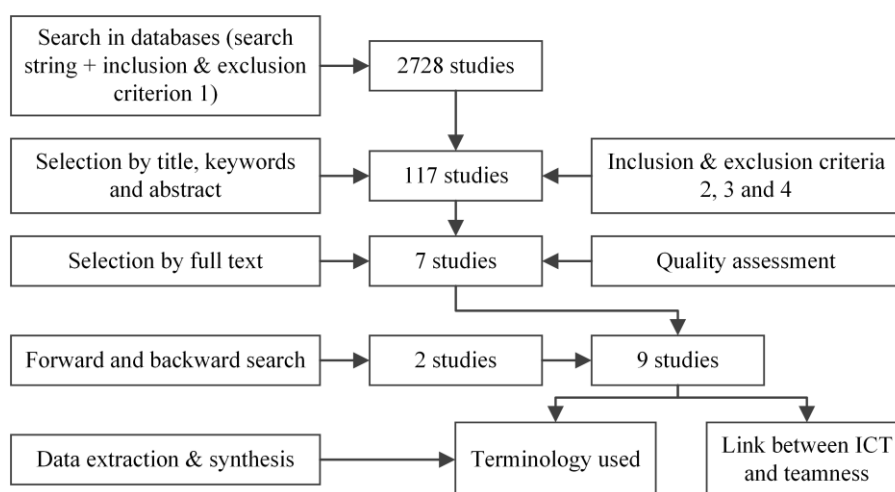 Search in databases (search
string + inclusion & exclusion
criterion 1)
2728 studies
Selection by title, keywords
and abstract
117 studies
Inclusion & exclusion criteria
2, 3 and 4
Selection by full text
7 studies
Quality assessment
Forward and backward search
2 studies
9 studies
Data extraction & synthesis
Terminology used
Link between ICT
and teamness